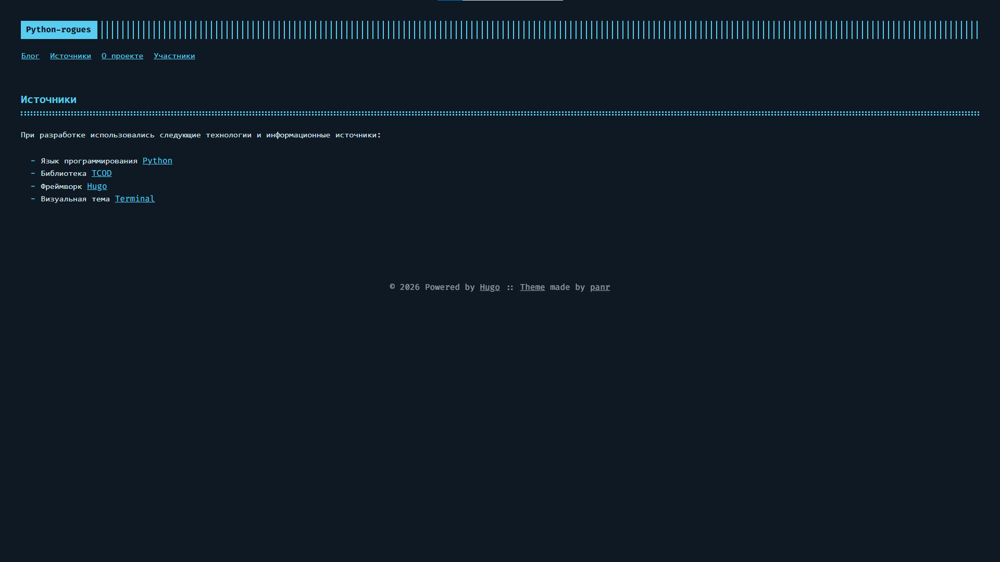 Python-rogues
Блог Источники О проекте Участники
Источники
При разработке использовались следующие технологии и информационные источники:
- Язык программирования Python
- Библиотека TCOD
- Фреймворк Hugo
- Визуальная тема Terminal
© 2026 Powered by Hugo :: Theme made by panr